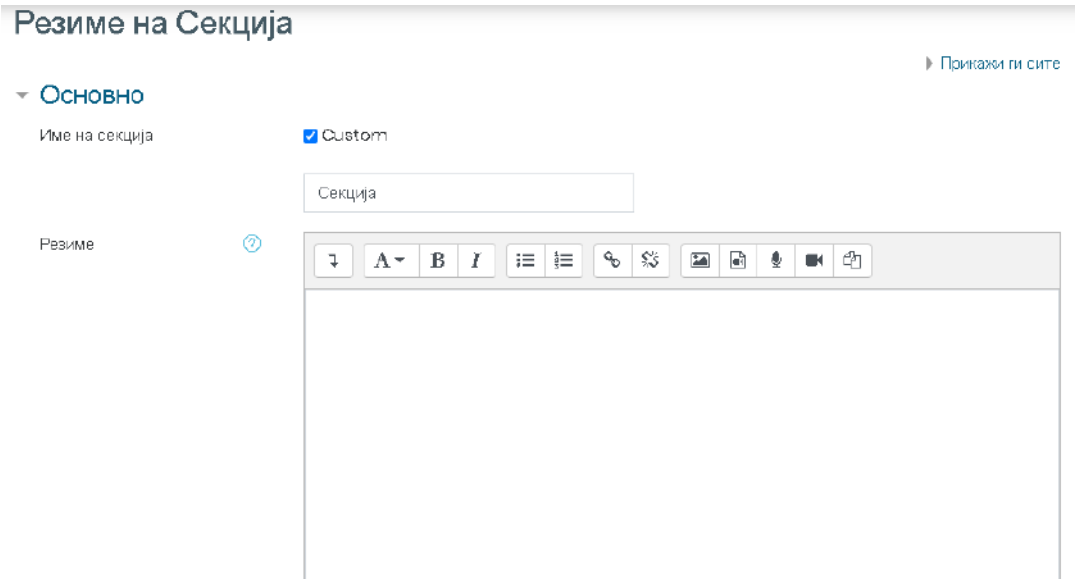 Резиме на Секција
Прикажи ги сите
Основно
Име на секција
Custom
Секција
Резиме
A B I